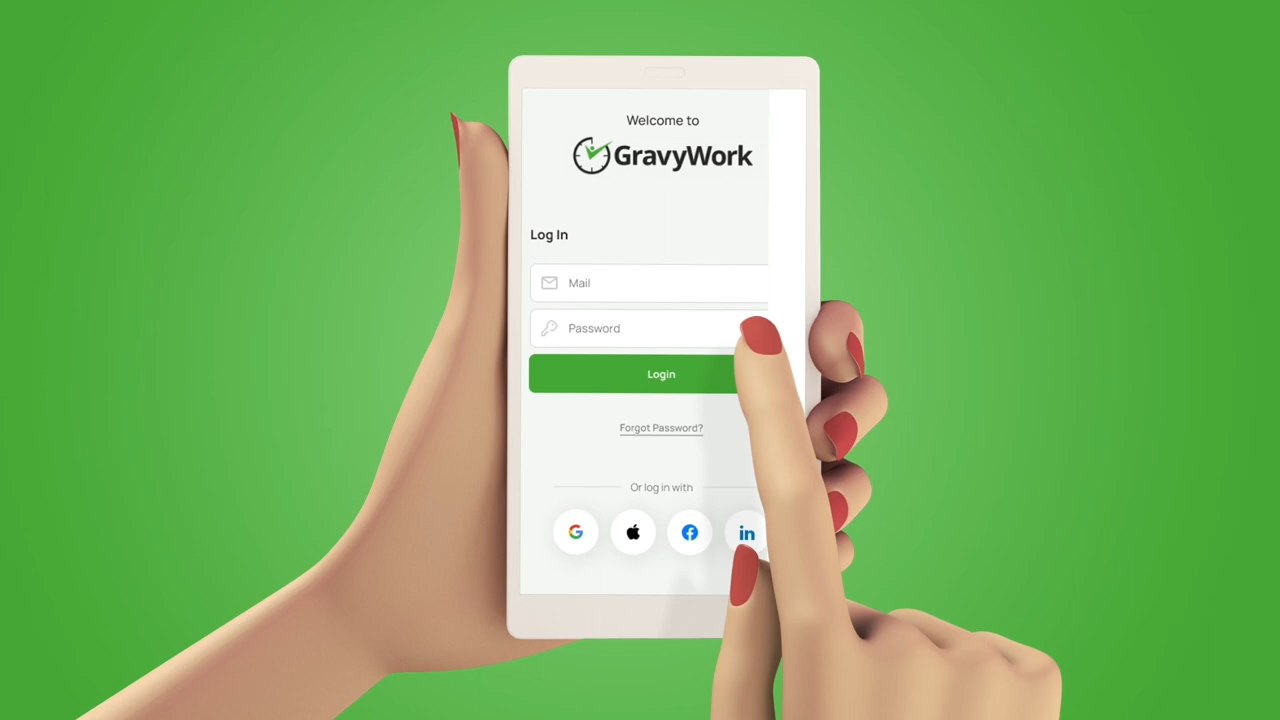 Welcome to
GravyWork
Log In
Mail
Password
Login
Forgot Password?
Or log in with
in